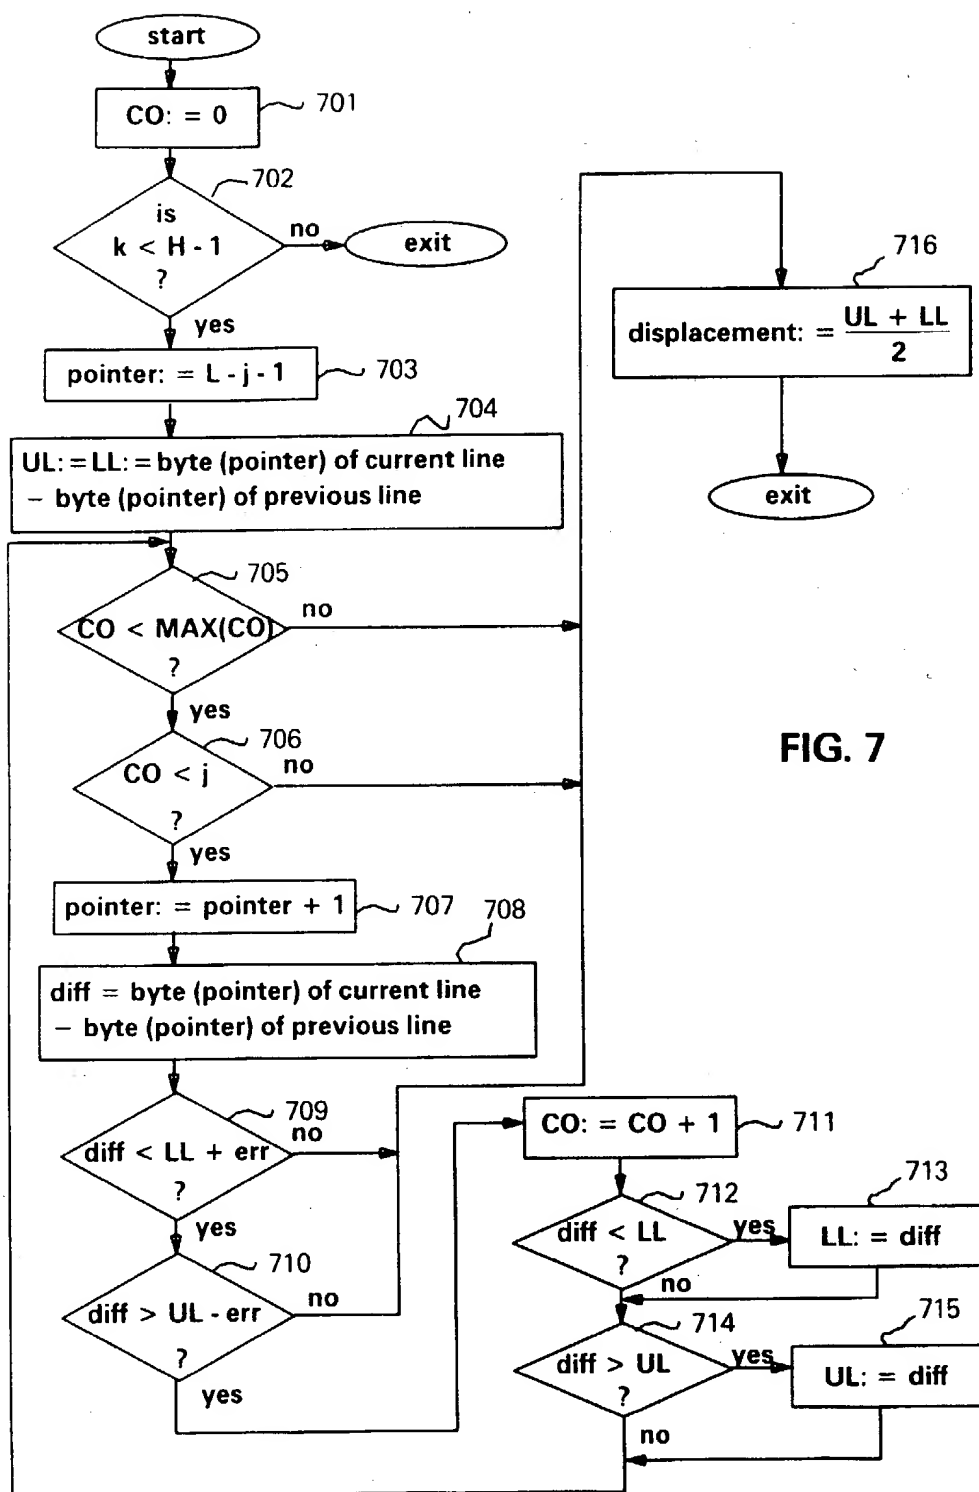 start
CO: = 0
701
702
is
k < H - 1
?
no
exit
yes
pointer: = L - j - 1
703
704
UL: = LL: = byte (pointer) of current line
– byte (pointer) of previous line
705
CO < MAX(CO)
?
no
yes
706
CO < j
?
no
yes
pointer: = pointer + 1
707
708
diff = byte (pointer) of current line
– byte (pointer) of previous line
709
diff < LL + err
?
no
yes
710
diff > UL - err
?
no
yes
CO: = CO + 1
711
712
diff < LL
?
yes
no
713
LL: = diff
714
diff > UL
?
yes
no
715
UL: = diff
716
displacement: = UL + LL
2
exit
FIG. 7